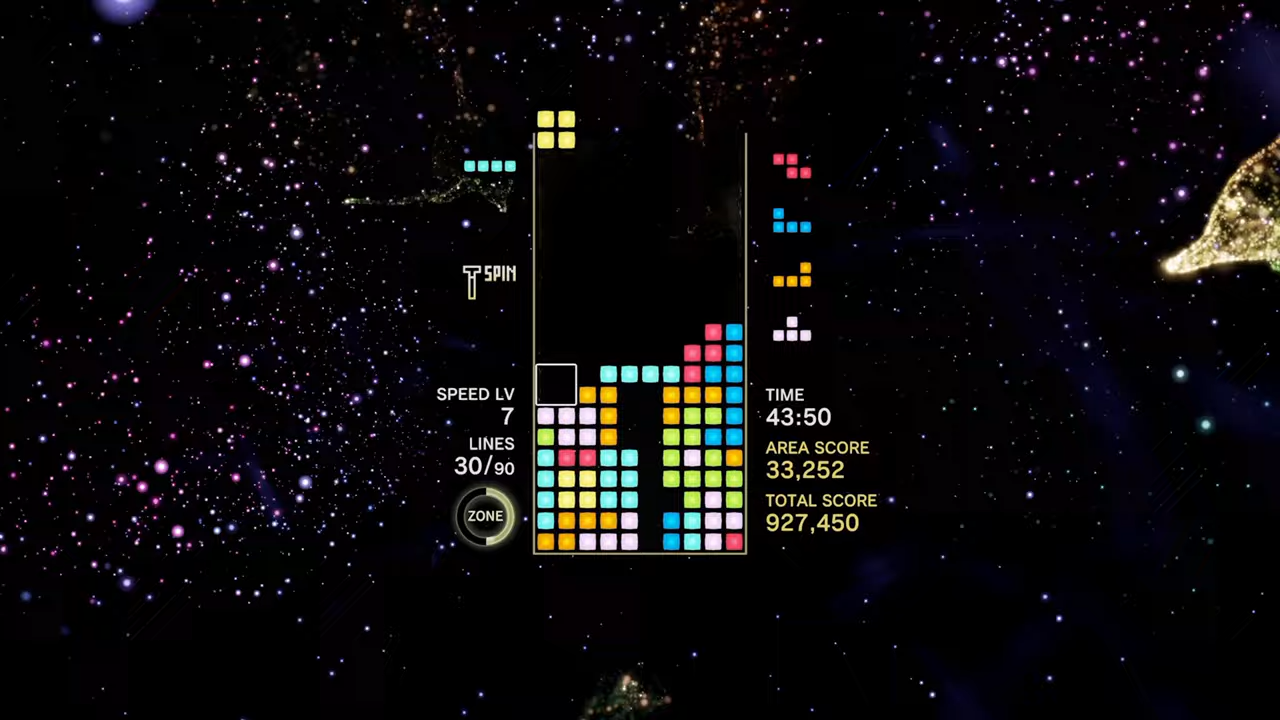 T SPIN
SPEED LV
7
LINES
30/90
ZONE
TIME
43:50
AREA SCORE
33,252
TOTAL SCORE
927,450